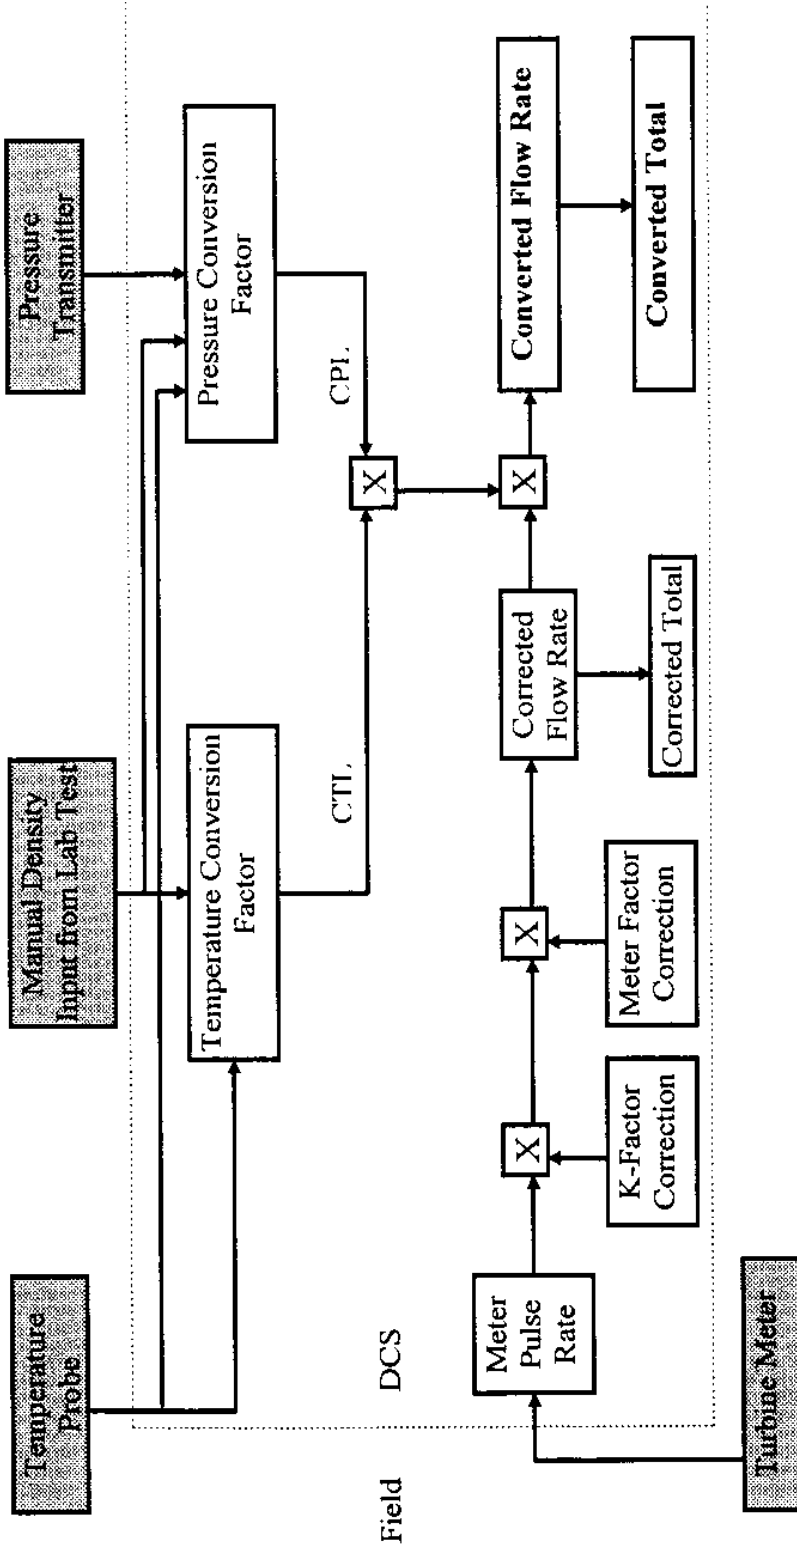 Temperature
Probe
Manual Density
Input from Lab Test
Pressure
Transmitter
Temperature Conversion
Factor
Pressure Conversion
Factor
CTL
CPL
X
Field
DCS
Meter
Pulse
Rate
X
X
Corrected
Flow Rate
X
Converted Flow Rate
K-Factor
Correction
Meter Factor
Correction
Corrected Total
Converted Total
Turbine Meter